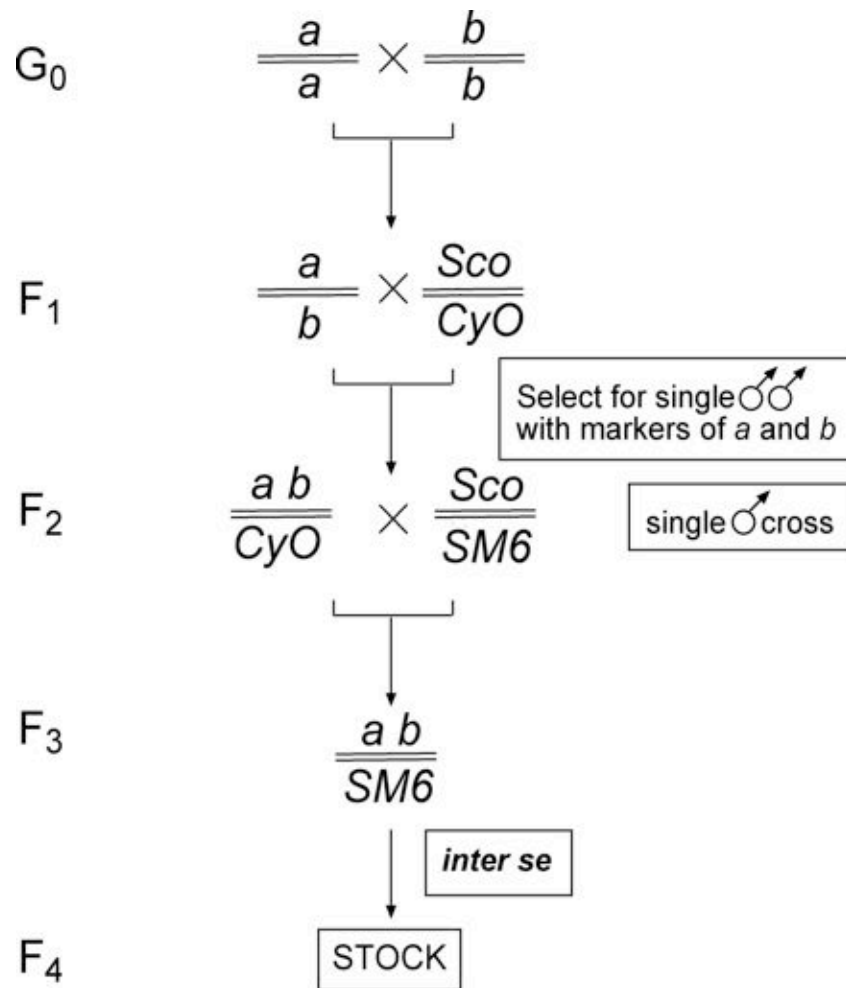 G0
a × b
a b
F1
a × Sco
b CyO
Select for single ♂♂
with markers of a and b
F2
a b × Sco
CyO SM6
single ♂ cross
F3
a b
SM6
inter se
F4
STOCK